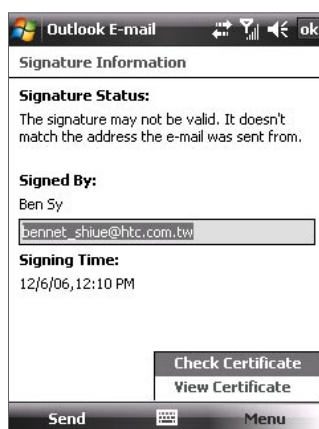 Outlook E-mail ok
Signature Information
Signature Status:
The signature may not be valid. It doesn't
match the address the e-mail was sent from.
Signed By:
Ben Sy
bennet_shiue@htc.com.tw
Signing Time:
12/6/06,12:10 PM
Check Certificate
View Certificate
Send Menu